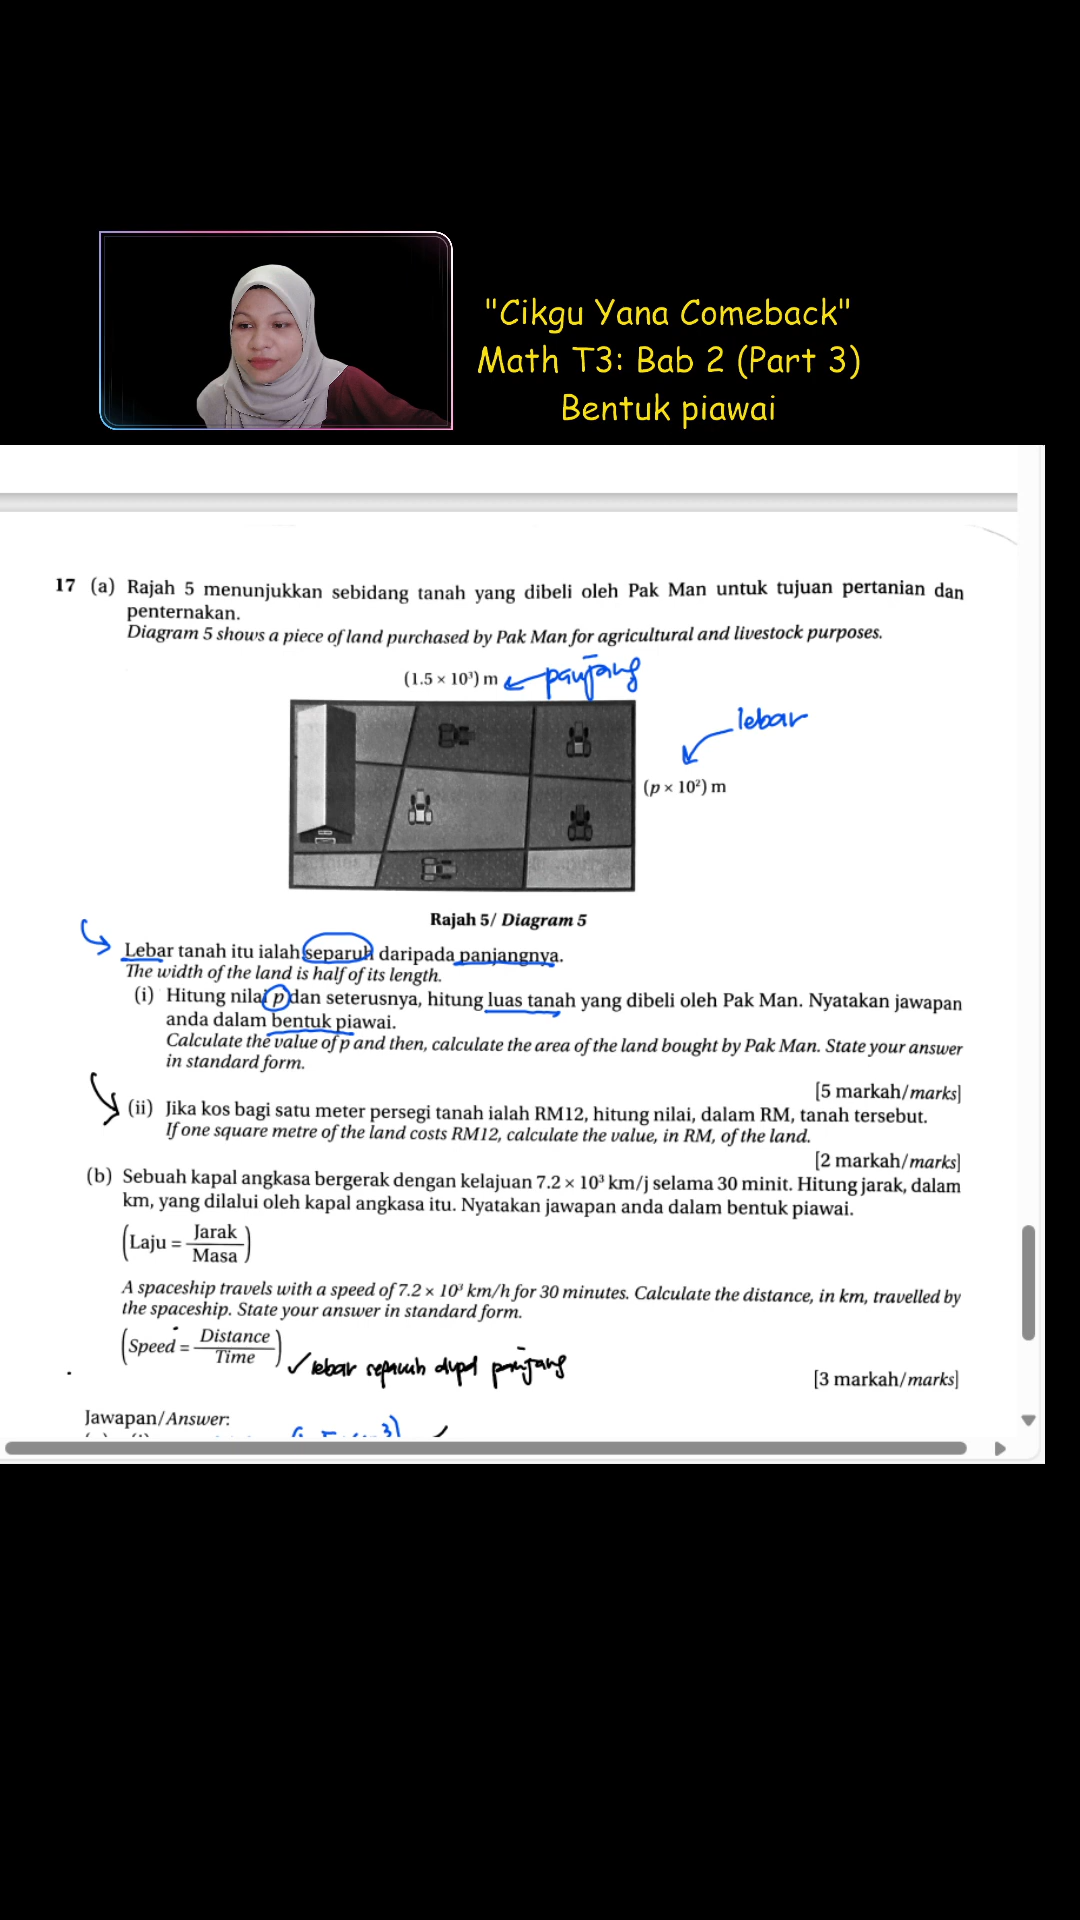 "Cikgu Yana Comeback"
Math T3: Bab 2 (Part 3)
Bentuk piawai
17 (a) Rajah 5 menunjukkan sebidang tanah yang dibeli oleh Pak Man untuk tujuan pertanian dan
penternakan.
Diagram 5 shows a piece of land purchased by Pak Man for agricultural and livestock purposes.
(1.5 × 10³) m
panjang
lebar
(p × 10²) m
Rajah 5/ Diagram 5
Lebar tanah itu ialah separuh daripada panjangnya.
The width of the land is half of its length.
(i) Hitung nilai p dan seterusnya, hitung luas tanah yang dibeli oleh Pak Man. Nyatakan jawapan
anda dalam bentuk piawai.
Calculate the value of p and then, calculate the area of the land bought by Pak Man. State your answer
in standard form.
[5 markah/marks]
(ii) Jika kos bagi satu meter persegi tanah ialah RM12, hitung nilai, dalam RM, tanah tersebut.
If one square metre of the land costs RM12, calculate the value, in RM, of the land.
[2 markah/marks]
(b) Sebuah kapal angkasa bergerak dengan kelajuan 7.2 × 10³ km/j selama 30 minit. Hitung jarak, dalam
km, yang dilalui oleh kapal angkasa itu. Nyatakan jawapan anda dalam bentuk piawai.
(Laju = Jarak / Masa)
A spaceship travels with a speed of 7.2 × 10³ km/h for 30 minutes. Calculate the distance, in km, travelled by
the spaceship. State your answer in standard form.
(Speed = Distance / Time)
✓ lebar separuh drpd panjang
[3 markah/marks]
Jawapan/Answer: